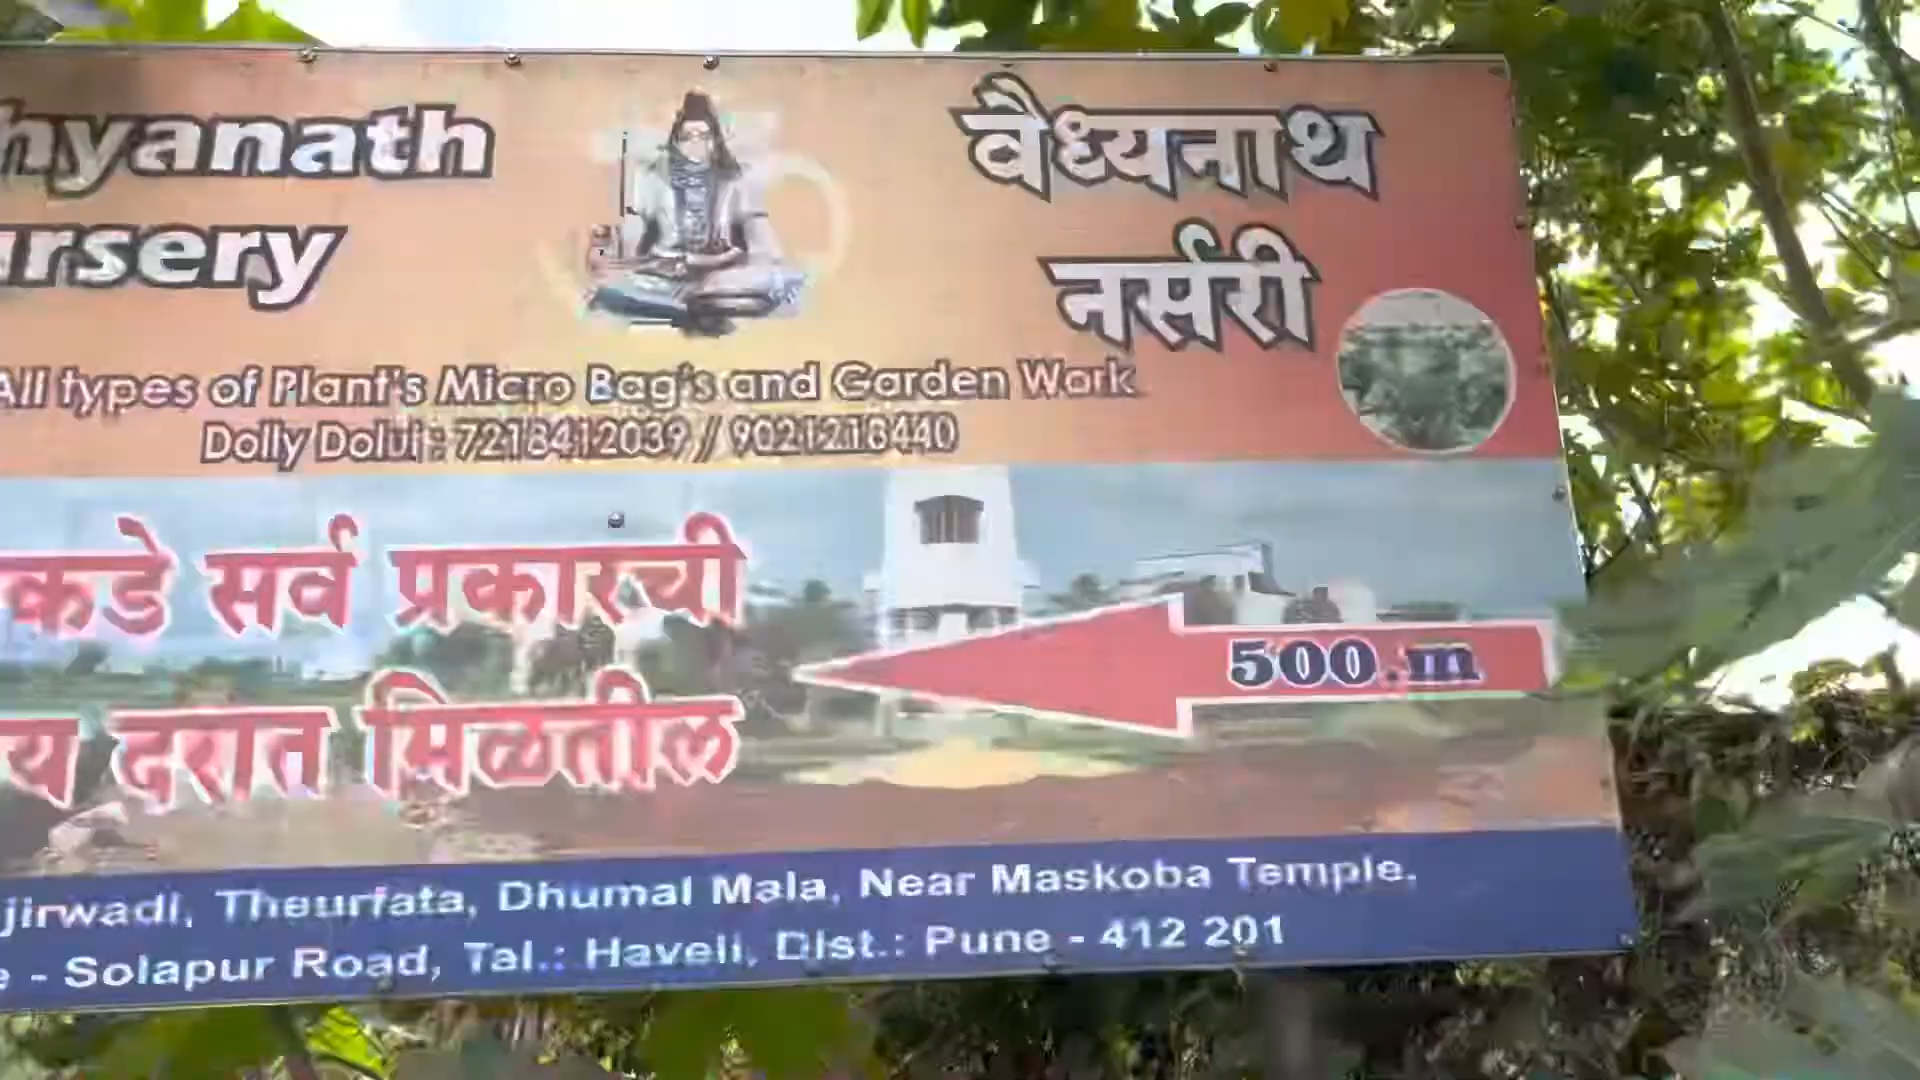 hyanath
वैध्यनाथ
ursery
नर्सरी
All types of Plant's Micro Bag's and Garden Work
Dolly Dolui : 7218412039 // 9021218440
कडे सर्व प्रकारची
500.m
य दरात मिळतील
jirwadi, Theurfata, Dhumal Mala, Near Maskoba Temple.
e - Solapur Road, Tal.: Haveli, Dist.: Pune - 412 201